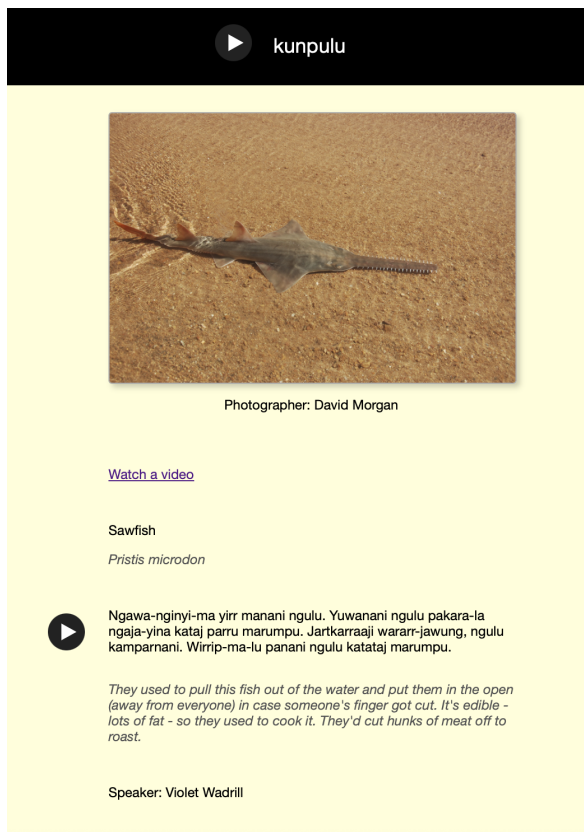 kunpulu
Photographer: David Morgan
Watch a video
Sawfish
Pristis microdon
Ngawa-nginyi-ma yirr manani ngulu. Yuwanani ngulu pakara-la
ngaja-yina kataj parru marumpu. Jartkarraaji wararr-jawung, ngulu
kamparnani. Wirrip-ma-lu panani ngulu katataj marumpu.
They used to pull this fish out of the water and put them in the open
(away from everyone) in case someone's finger got cut. It's edible -
lots of fat - so they used to cook it. They'd cut hunks of meat off to
roast.
Speaker: Violet Wadrill